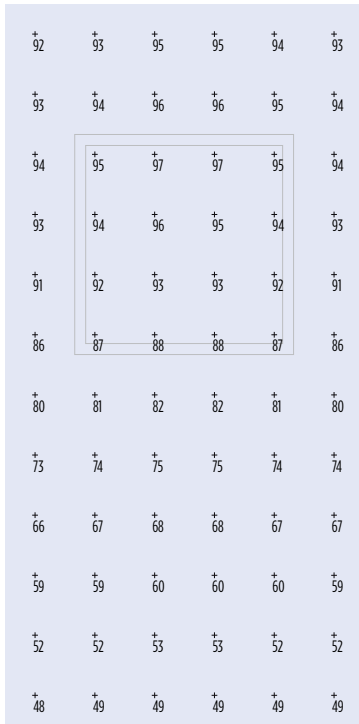 92 93 95 95 94 93
93 94 96 96 95 94
94 95 97 97 95 94
93 94 96 95 94 93
91 92 93 93 92 91
86 87 88 88 87 86
80 81 82 82 81 80
73 74 75 75 74 74
66 67 68 68 67 67
59 59 60 60 60 59
52 52 53 53 52 52
48 49 49 49 49 49